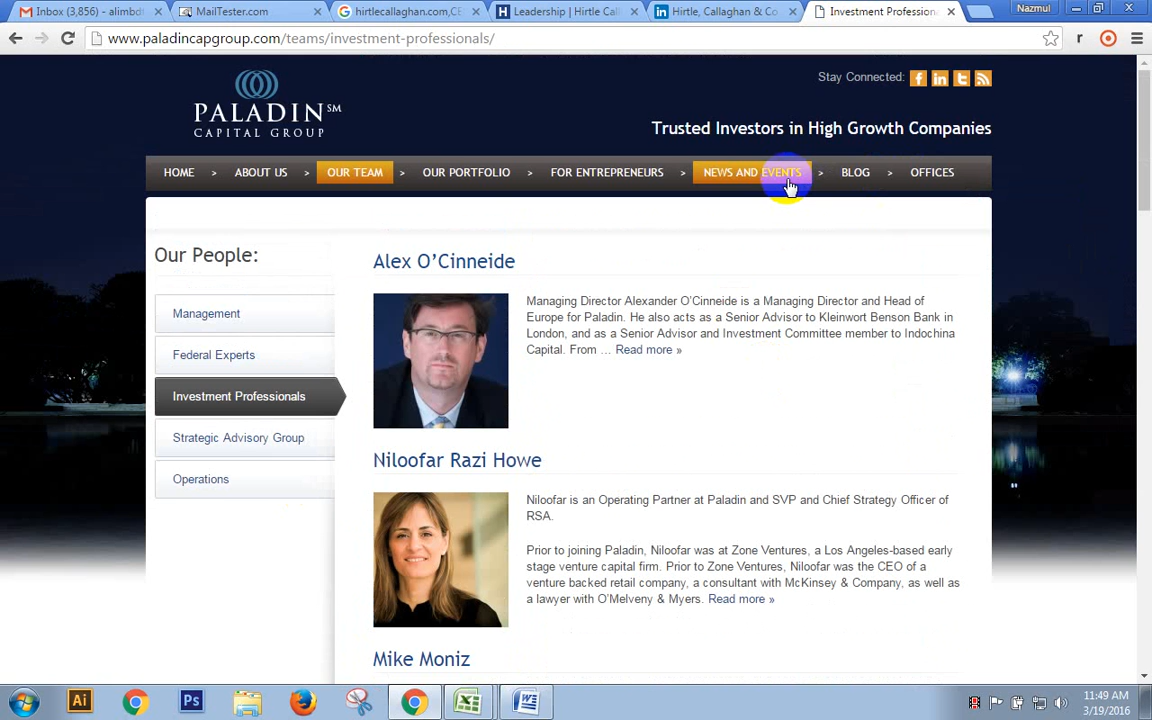 Inbox (3,856) - alimbdt
MailTester.com
hirtlecallaghan.com,CE
Leadership | Hirtle Cal
Hirtle, Callaghan & Co
Investment Profession
Nazmul
www.paladincapgroup.com/teams/investment-professionals/
Stay Connected:
PALADIN SM
CAPITAL GROUP
Trusted Investors in High Growth Companies
HOME > ABOUT US > OUR TEAM > OUR PORTFOLIO > FOR ENTREPRENEURS > NEWS AND EVENTS > BLOG > OFFICES
Our People:
Management
Federal Experts
Investment Professionals
Strategic Advisory Group
Operations
Alex O’Cinneide
Managing Director Alexander O’Cinneide is a Managing Director and Head of
Europe for Paladin. He also acts as a Senior Advisor to Kleinwort Benson Bank in
London, and as a Senior Advisor and Investment Committee member to Indochina
Capital. From … Read more »
Niloofar Razi Howe
Niloofar is an Operating Partner at Paladin and SVP and Chief Strategy Officer of
RSA.
Prior to joining Paladin, Niloofar was at Zone Ventures, a Los Angeles-based early
stage venture capital firm. Prior to Zone Ventures, Niloofar was the CEO of a
venture backed retail company, a consultant with McKinsey & Company, as well as
a lawyer with O’Melveny & Myers. Read more »
Mike Moniz
Ai
Ps
11:49 AM
3/19/2016